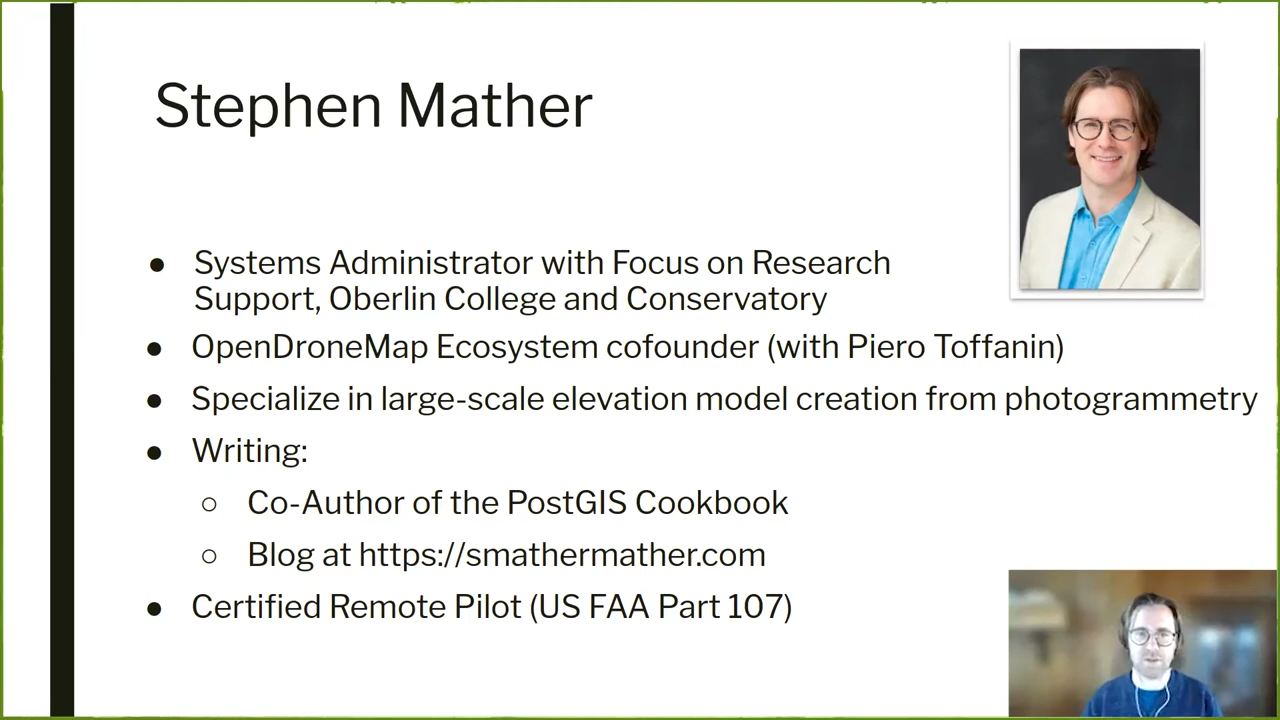 Stephen Mather
● Systems Administrator with Focus on Research
Support, Oberlin College and Conservatory
● OpenDroneMap Ecosystem cofounder (with Piero Toffanin)
● Specialize in large-scale elevation model creation from photogrammetry
● Writing:
○ Co-Author of the PostGIS Cookbook
○ Blog at https://smathermather.com
● Certified Remote Pilot (US FAA Part 107)